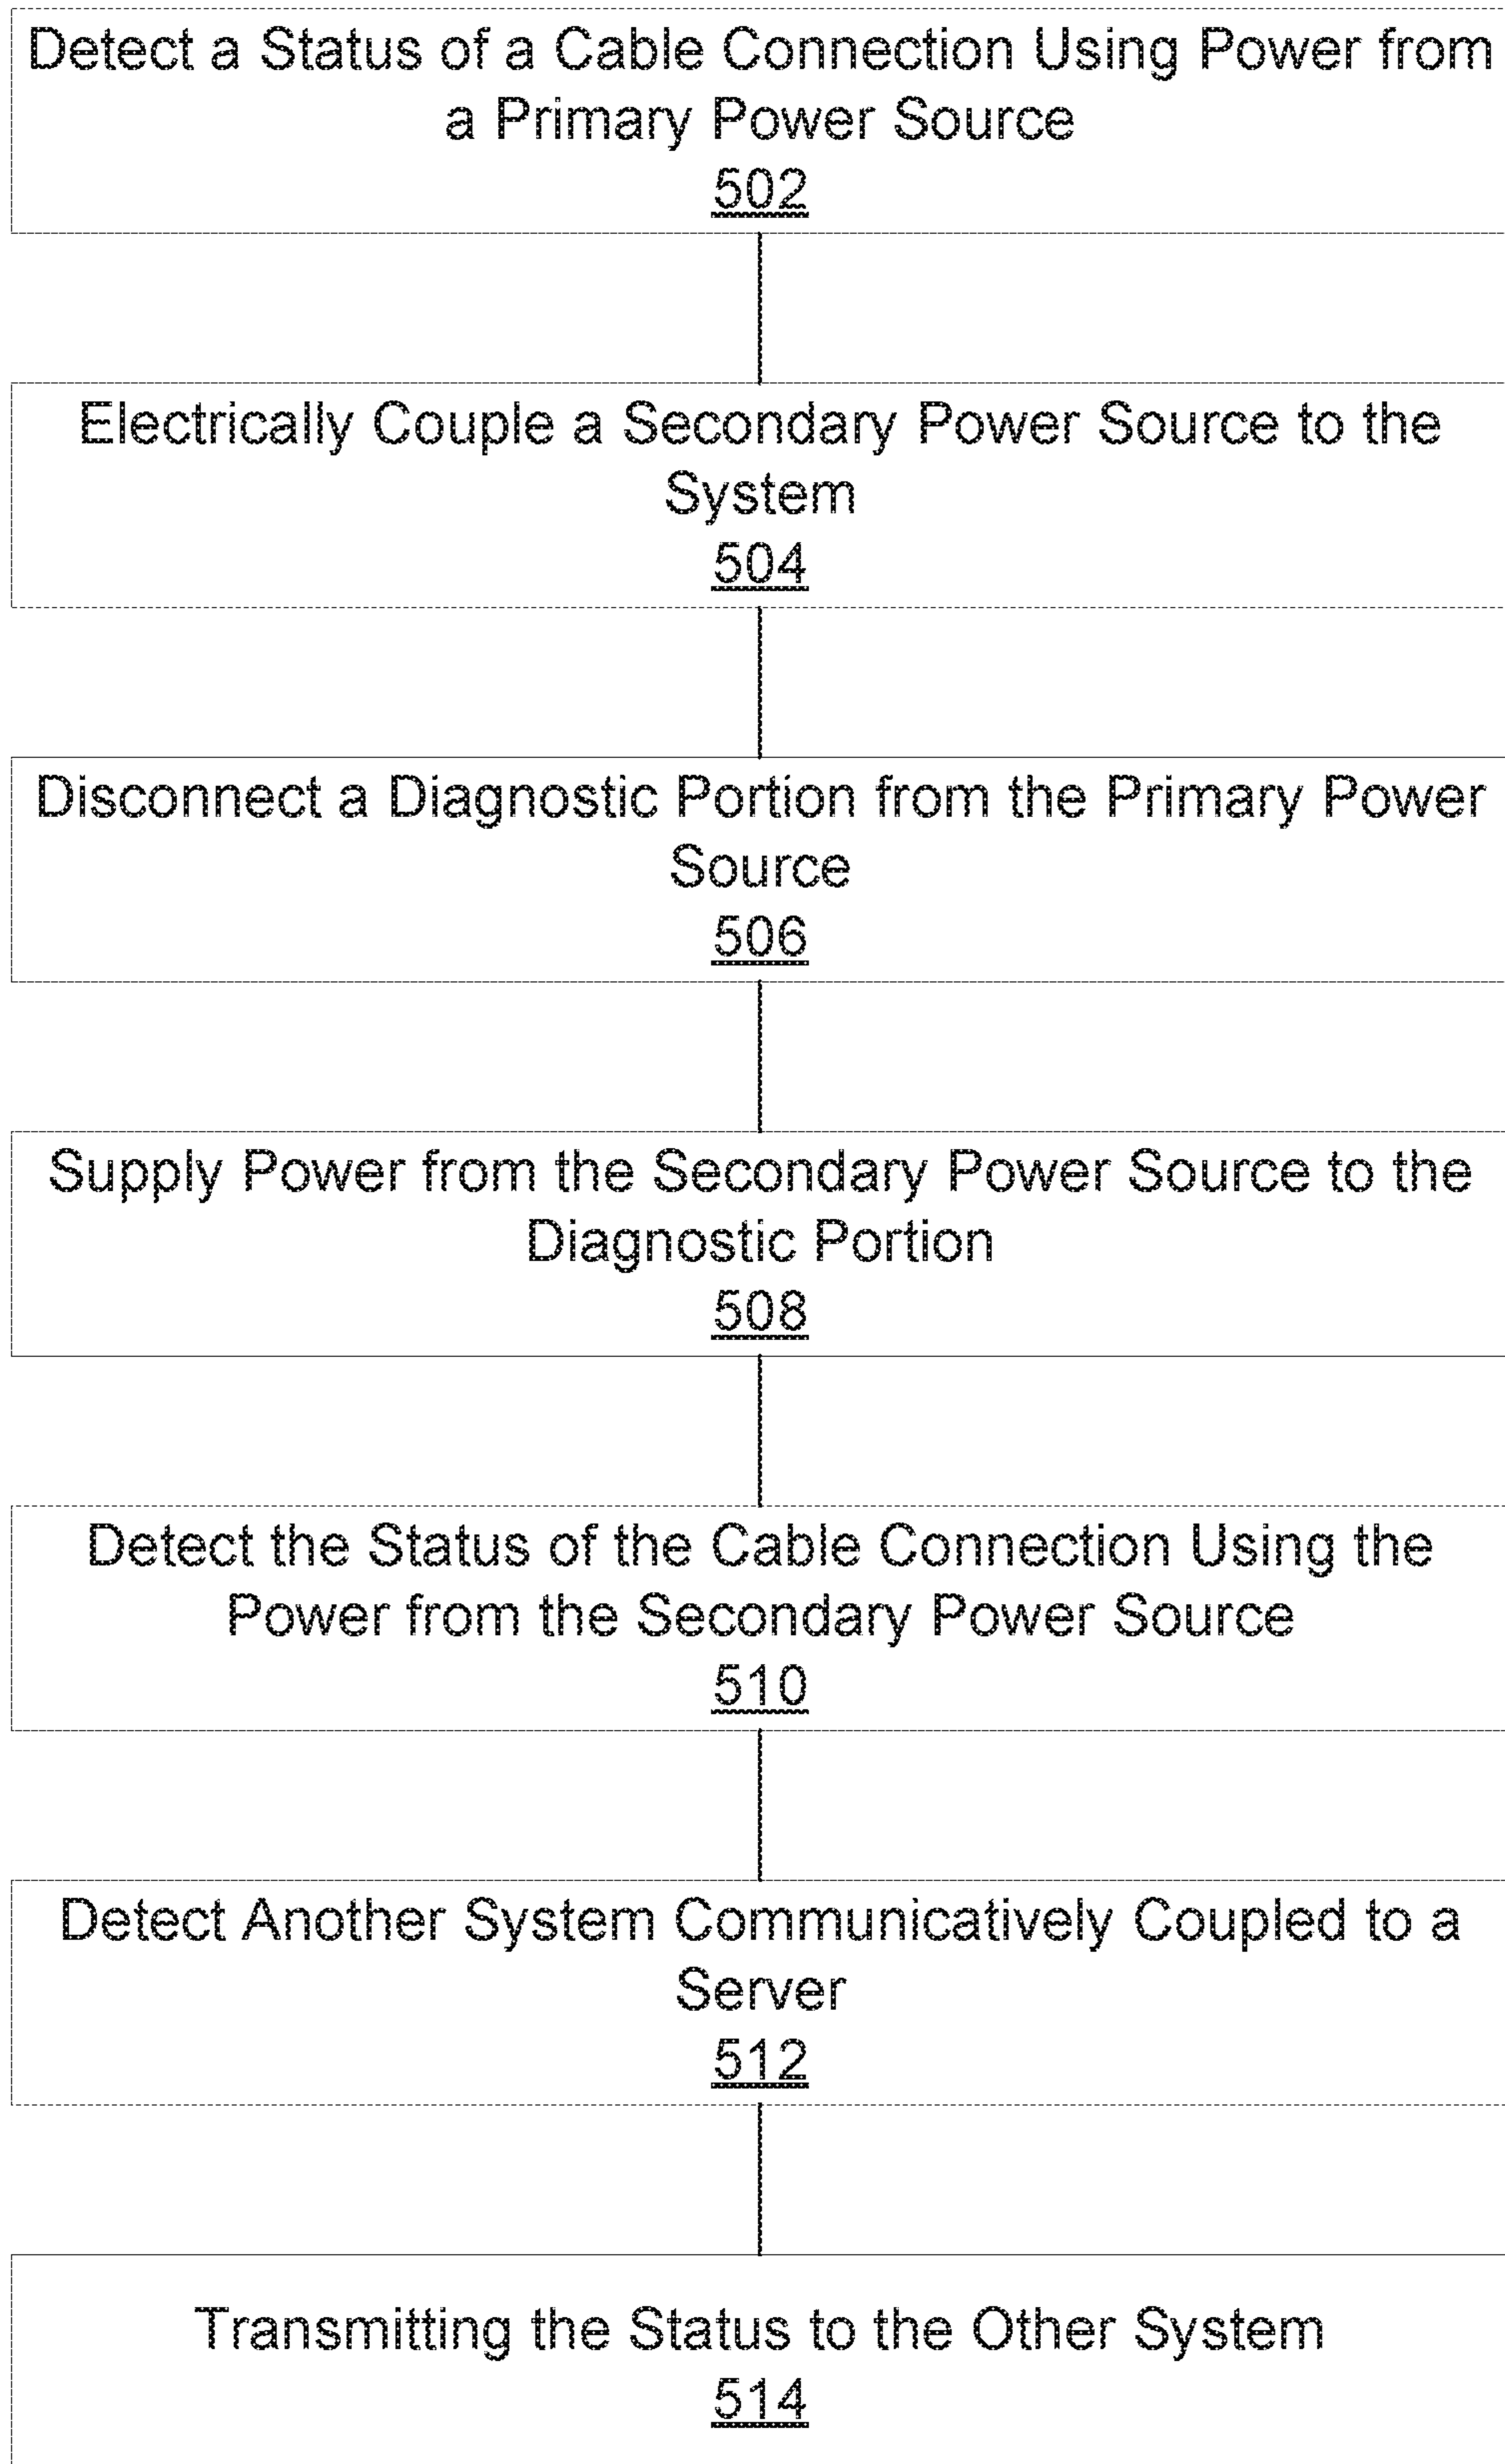 Detect a Status of a Cable Connection Using Power from
a Primary Power Source
502
Electrically Couple a Secondary Power Source to the
System
504
Disconnect a Diagnostic Portion from the Primary Power
Source
506
Supply Power from the Secondary Power Source to the
Diagnostic Portion
508
Detect the Status of the Cable Connection Using the
Power from the Secondary Power Source
510
Detect Another System Communicatively Coupled to a
Server
512
Transmitting the Status to the Other System
514